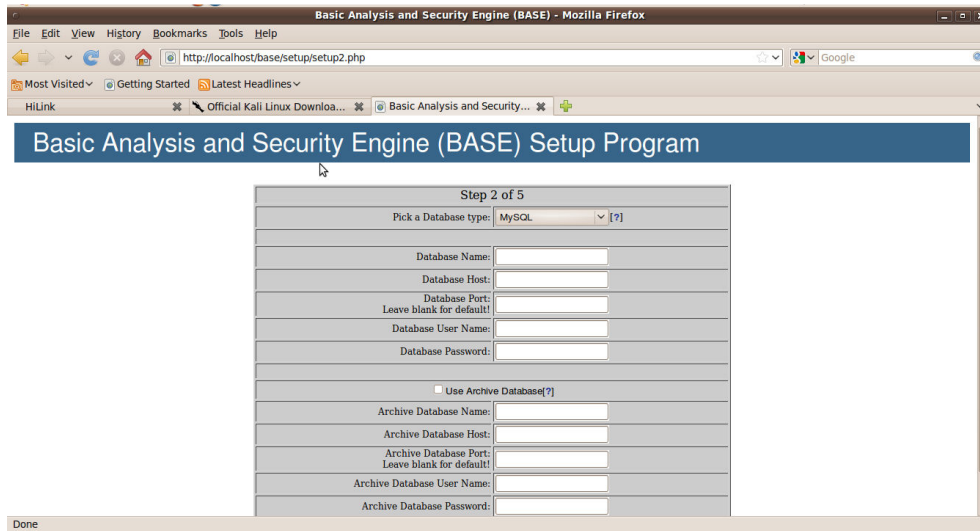 Basic Analysis and Security Engine (BASE) - Mozilla Firefox
File Edit View History Bookmarks Tools Help
http://localhost/base/setup/setup2.php
Google
Most Visited Getting Started Latest Headlines
HiLink Official Kali Linux Downloa... Basic Analysis and Security...
Basic Analysis and Security Engine (BASE) Setup Program
Step 2 of 5
Pick a Database type: MySQL [?]
Database Name:
Database Host:
Database Port:
Leave blank for default!
Database User Name:
Database Password:
Use Archive Database[?]
Archive Database Name:
Archive Database Host:
Archive Database Port:
Leave blank for default!
Archive Database User Name:
Archive Database Password:
Done